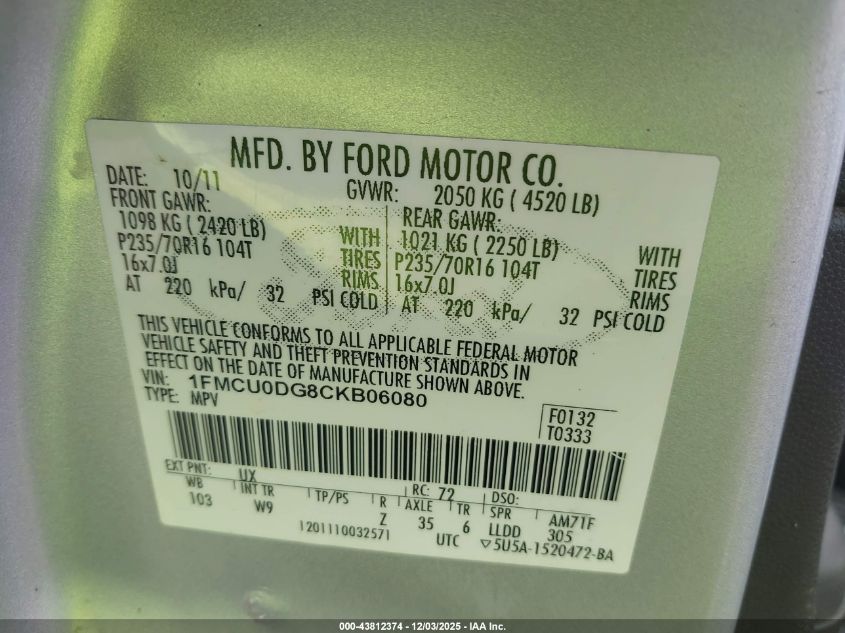 MFD. BY FORD MOTOR CO.
DATE: 10/11 GVWR: 2050 KG ( 4520 LB)
FRONT GAWR: REAR GAWR:
1098 KG ( 2420 LB) WITH 1021 KG ( 2250 LB) WITH
P235/70R16 104T TIRES P235/70R16 104T TIRES
16x7.0J RIMS 16x7.0J RIMS
AT 220 kPa/ 32 PSI COLD AT 220 kPa/ 32 PSI COLD
THIS VEHICLE CONFORMS TO ALL APPLICABLE FEDERAL MOTOR
VEHICLE SAFETY AND THEFT PREVENTION STANDARDS IN
EFFECT ON THE DATE OF MANUFACTURE SHOWN ABOVE.
VIN: 1FMCU0DG8CKB06080
TYPE: MPV
F0132
T0333
EXT PNT: UX RC: 72 DSO:
WB INT TR TP/PS R AXLE TR SPR AM71F
103 W9 Z 35 6 LLDD 305
1201110032571 UTC ▽5U5A-1520472-BA
000-43812374 - 12/03/2025 - IAA Inc.